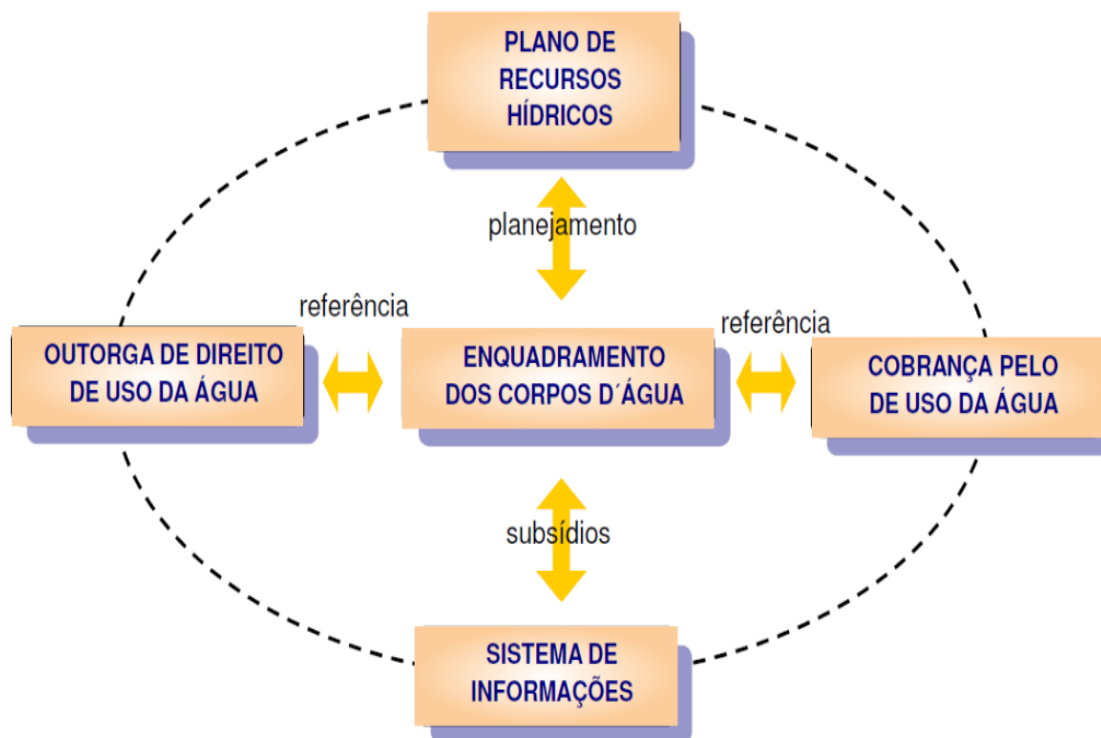 PLANO DE
RECURSOS
HÍDRICOS
planejamento
referência
referência
OUTORGA DE DIREITO
DE USO DA ÁGUA
ENQUADRAMENTO
DOS CORPOS D´ÁGUA
COBRANÇA PELO
DE USO DA ÁGUA
subsídios
SISTEMA DE
INFORMAÇÕES